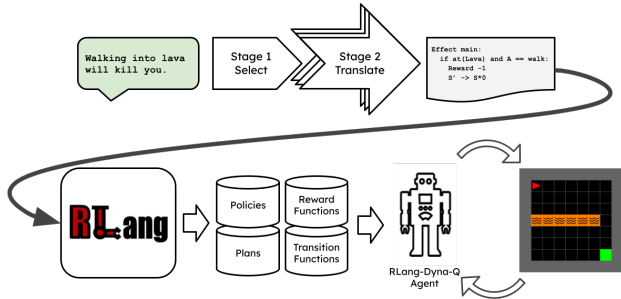 Walking into lava
will kill you.
Stage 1
Select
Stage 2
Translate
Effect main:
if at(Lava) and A == walk:
Reward -1
S' -> S*0
RLang
Policies
Reward
Functions
Plans
Transition
Functions
RLang-Dyna-Q
Agent